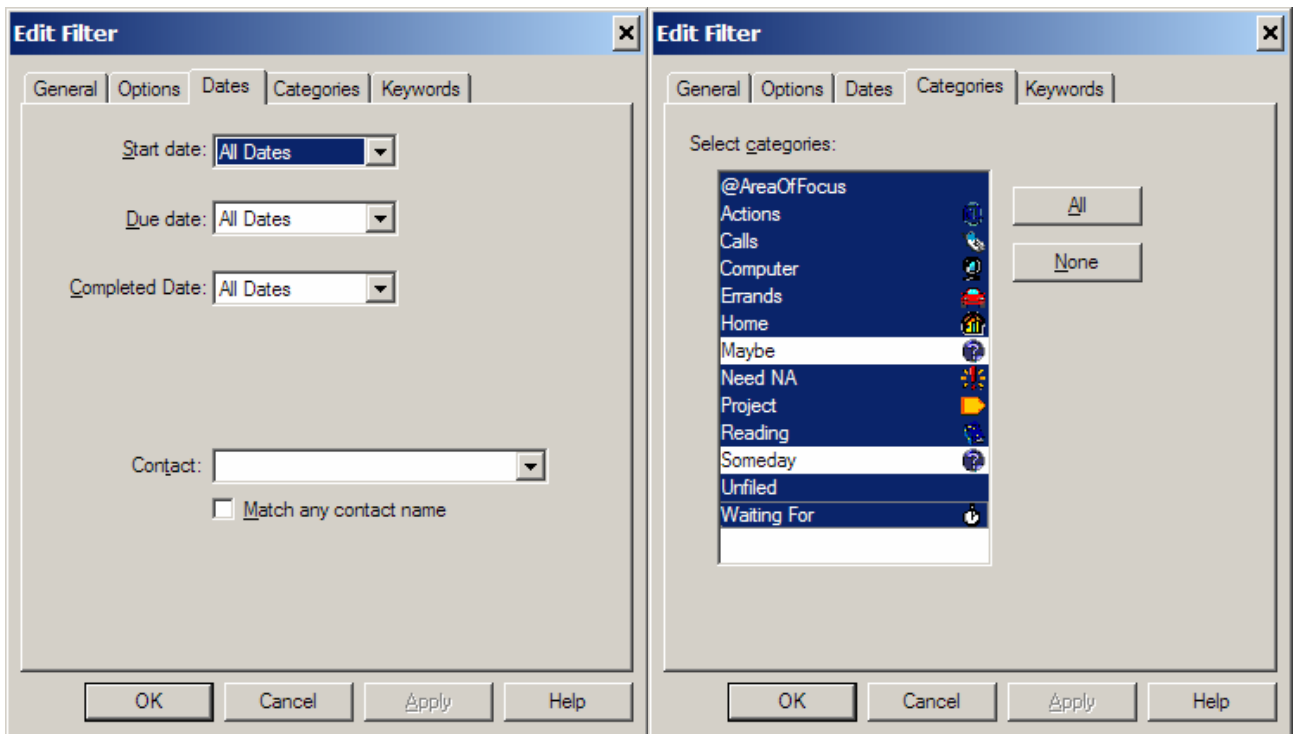 Edit Filter
General Options Dates Categories Keywords
Start date: All Dates
Due date: All Dates
Completed Date: All Dates
Contact:
Match any contact name
OK Cancel Apply Help
Edit Filter
General Options Dates Categories Keywords
Select categories:
@AreaOfFocus
Actions
Calls
Computer
Errands
Home
Maybe
Need NA
Project
Reading
Someday
Unfiled
Waiting For
All
None
OK Cancel Apply Help